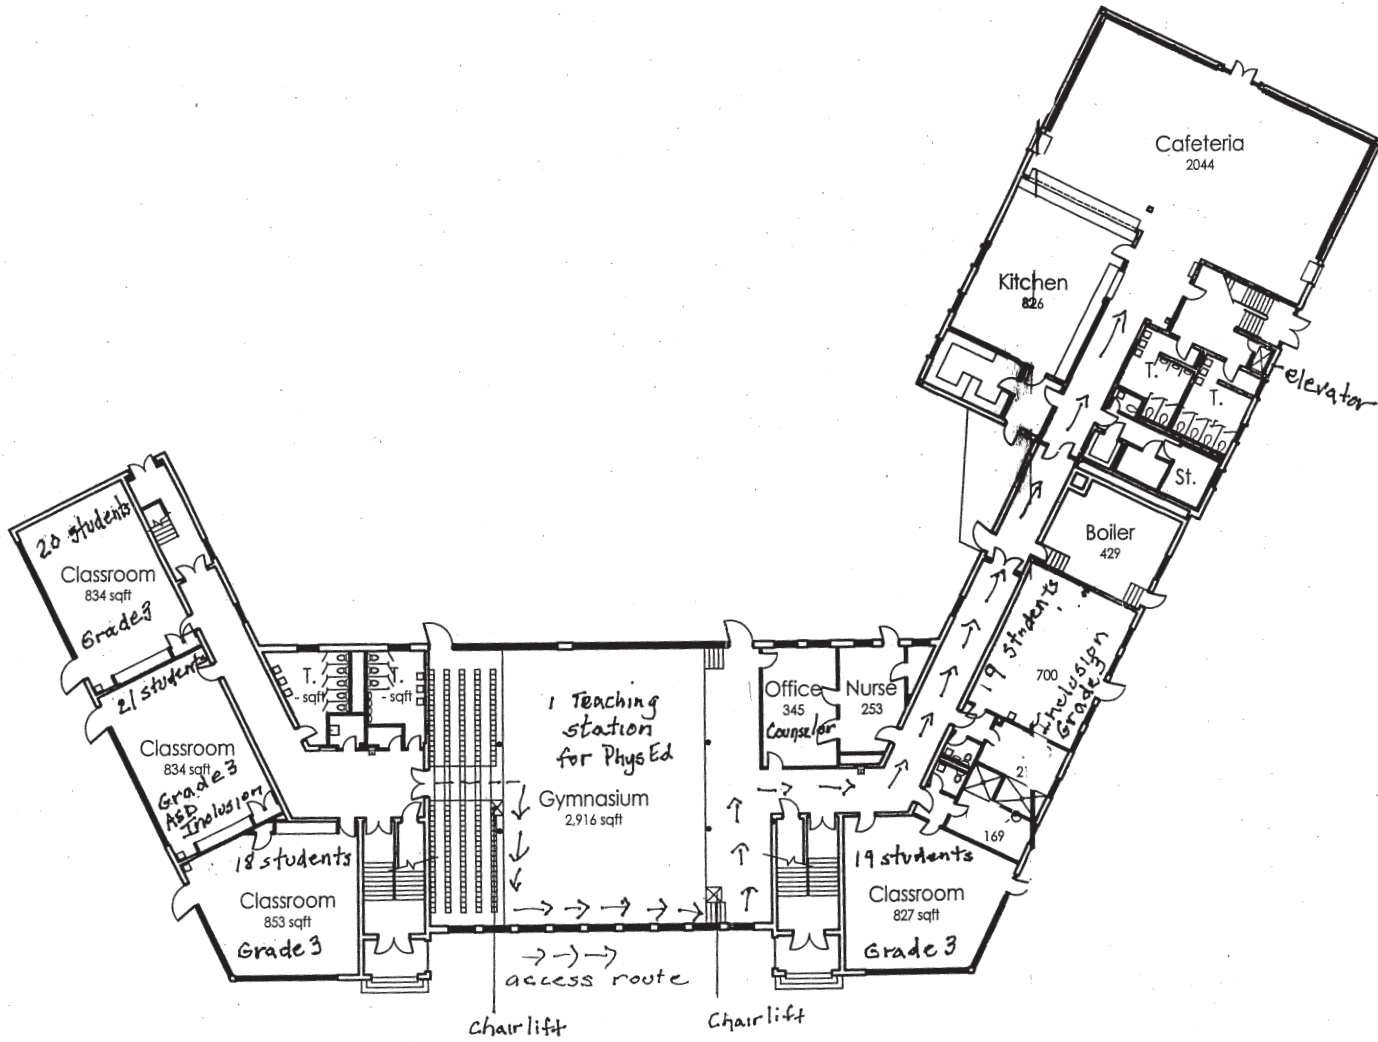 Cafeteria
2044
Kitchen
826
T.
T.
elevator
St.
Boiler
429
20 students
Classroom
834 sqft
Grade 3
21 students
Classroom
834 sqft
Grade 3
ASD
Inclusion
18 students
Classroom
853 sqft
Grade 3
T.
- sqft
T.
- sqft
1 Teaching
station
for Phys Ed
Gymnasium
2,916 sqft
Office
345
Counselor
Nurse
253
19 students
700
Inclusion
Grade 3
21
169
19 students
Classroom
827 sqft
Grade 3
access route
Chairlift
Chairlift